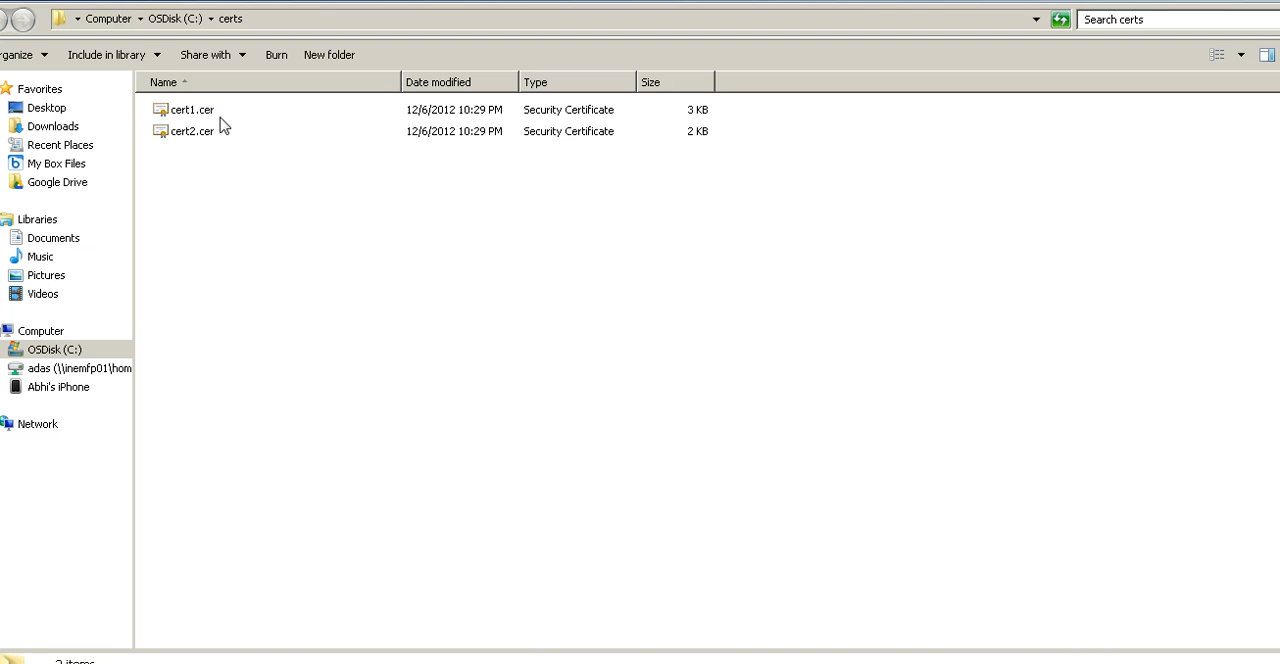 Computer OSDisk (C:) certs
Search certs
rganize Include in library Share with Burn New folder
Name Date modified Type Size
cert1.cer 12/6/2012 10:29 PM Security Certificate 3 KB
cert2.cer 12/6/2012 10:29 PM Security Certificate 2 KB
Favorites
Desktop
Downloads
Recent Places
My Box Files
Google Drive
Libraries
Documents
Music
Pictures
Videos
Computer
OSDisk (C:)
adas (\\inemfp01\hom
Abhi's iPhone
Network
2 items